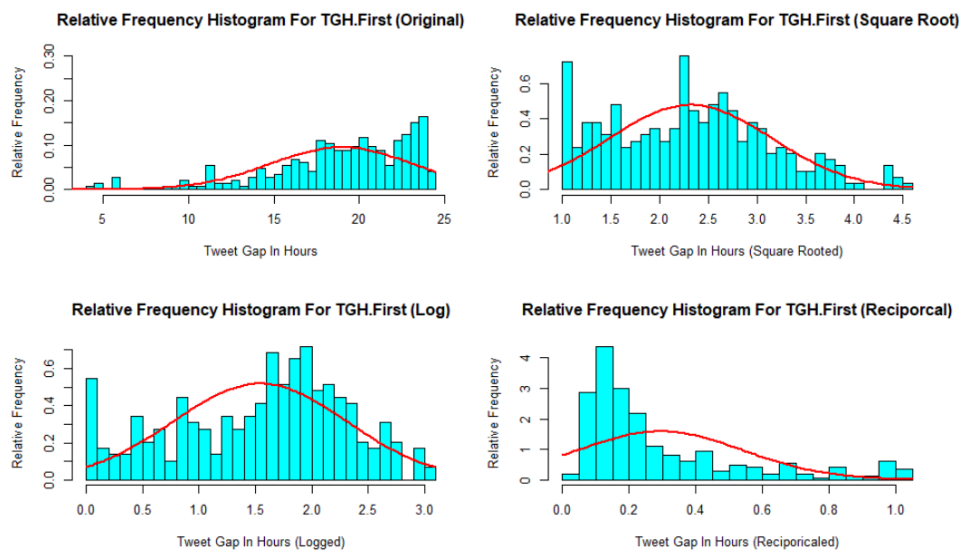 Relative Frequency Histogram For TGH.First (Original)
Relative Frequency
0.00 0.10 0.20 0.30
5 10 15 20 25
Tweet Gap In Hours
Relative Frequency Histogram For TGH.First (Square Root)
Relative Frequency
0.0 0.2 0.4 0.6
1.0 1.5 2.0 2.5 3.0 3.5 4.0 4.5
Tweet Gap In Hours (Square Rooted)
Relative Frequency Histogram For TGH.First (Log)
Relative Frequency
0.0 0.2 0.4 0.6
0.0 0.5 1.0 1.5 2.0 2.5 3.0
Tweet Gap In Hours (Logged)
Relative Frequency Histogram For TGH.First (Reciporcal)
Relative Frequency
0 1 2 3 4
0.0 0.2 0.4 0.6 0.8 1.0
Tweet Gap In Hours (Reciporicaled)